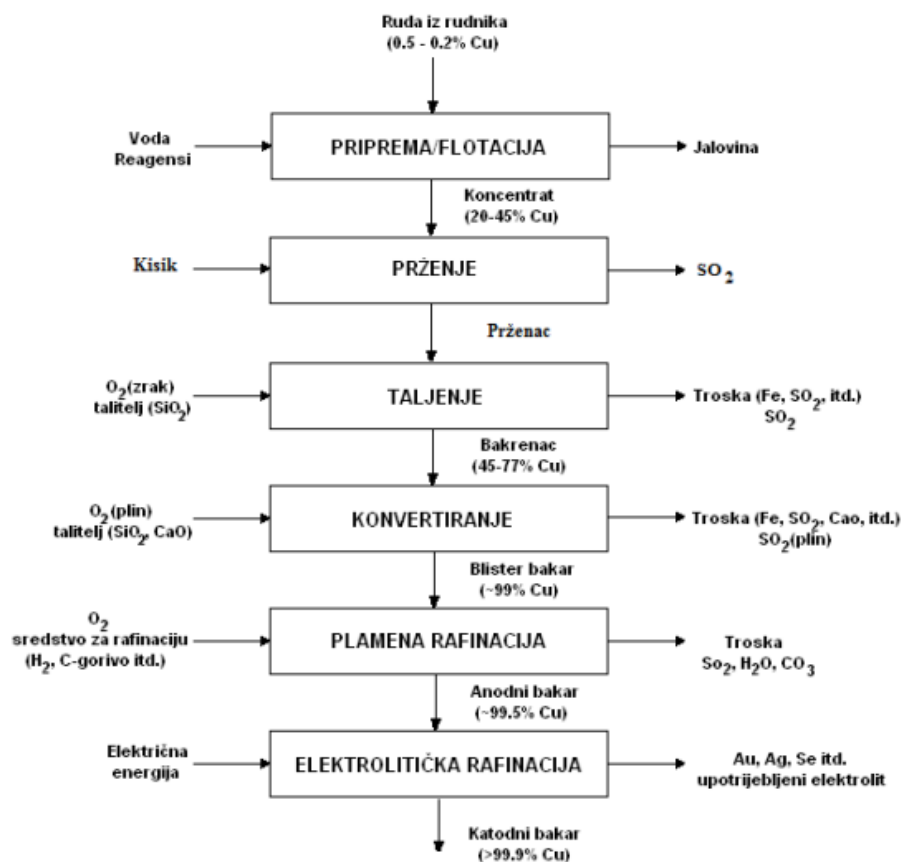 Ruda iz rudnika
(0.5 - 0.2% Cu)
Voda
Reagensi
PRIPREMA/FLOTACIJA
Jalovina
Koncentrat
(20-45% Cu)
Kisik
PRŽENJE
SO2
Prženac
O2(zrak)
talitelj (SiO2)
TALJENJE
Troska (Fe, SO2, itd.)
SO2
Bakrenac
(45-77% Cu)
O2(plin)
talitelj (SiO2, CaO)
KONVERTIRANJE
Troska (Fe, SO2, Cao, itd.)
SO2(plin)
Blister bakar
(~99% Cu)
O2
sredstvo za rafinaciju
(H2, C-gorivo itd.)
PLAMENA RAFINACIJA
Troska
So2, H2O, CO3
Anodni bakar
(~99.5% Cu)
Električna
energija
ELEKTROLITIČKA RAFINACIJA
Au, Ag, Se itd.
upotrijebljeni elektrolit
Katodni bakar
(>99.9% Cu)